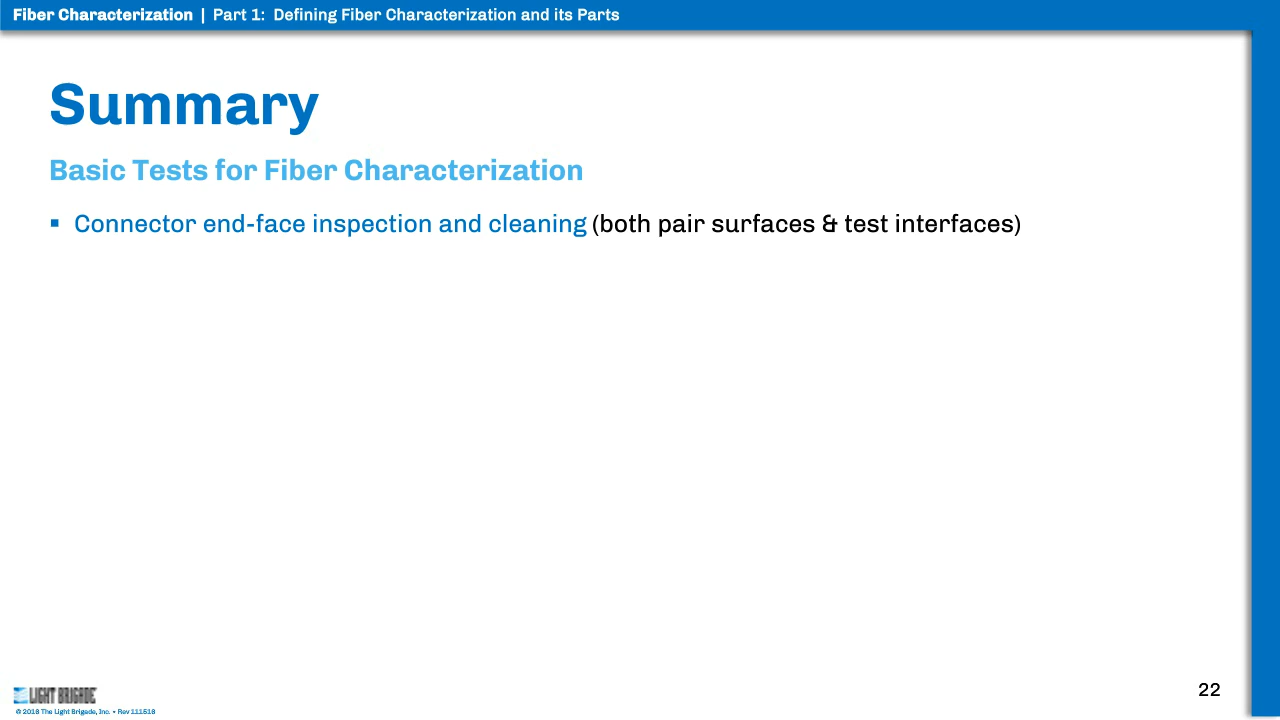 Fiber Characterization | Part 1: Defining Fiber Characterization and its Parts
Summary
Basic Tests for Fiber Characterization
▪ Connector end-face inspection and cleaning (both pair surfaces & test interfaces)
LIGHT BRIGADE
22
© 2018 The Light Brigade, Inc. • Rev 111518